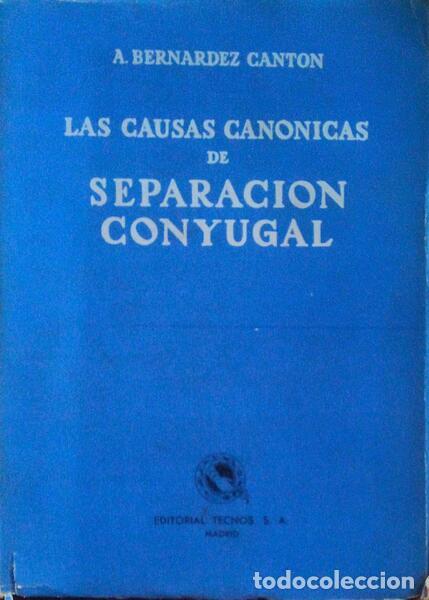 A. BERNARDEZ CANTON
LAS CAUSAS CANONICAS
DE
SEPARACION
CONYUGAL
EDITORIAL TECNOS S. A.
MADRID
todocoleccion